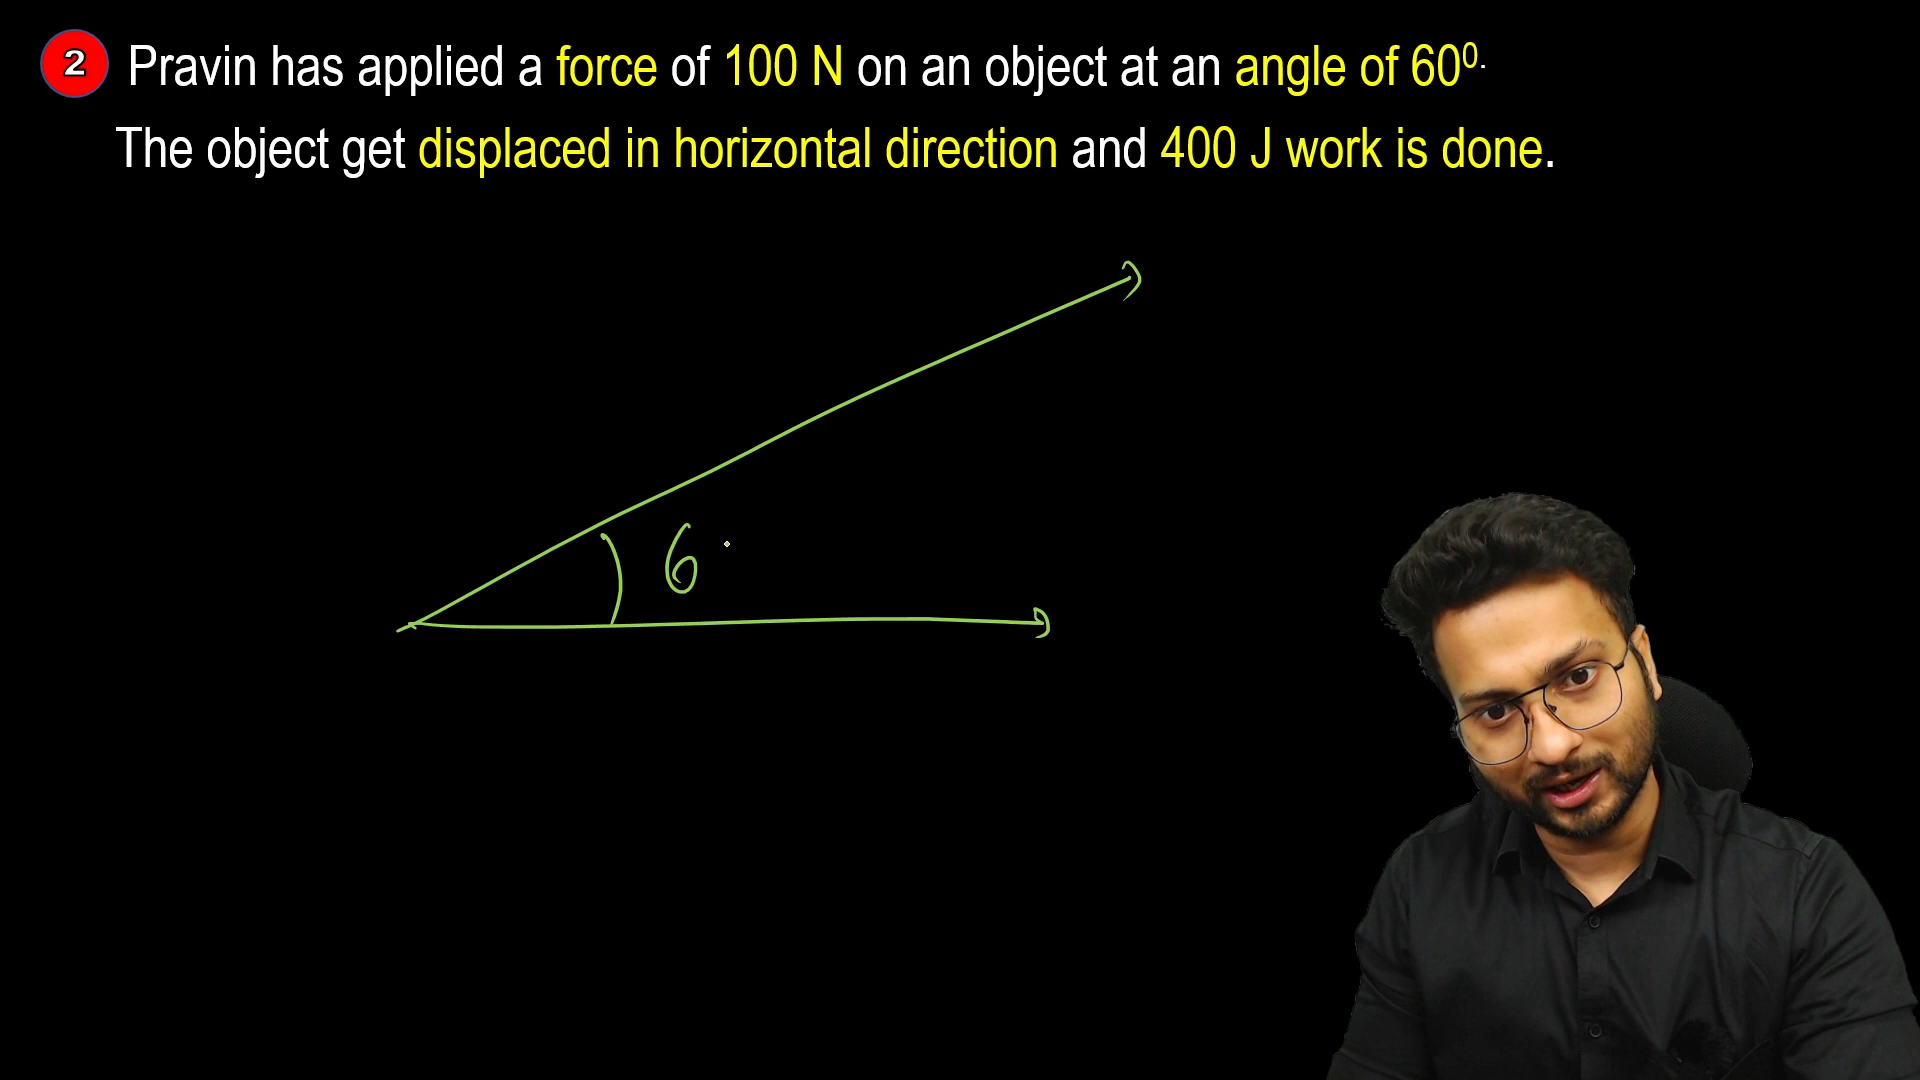 2 Pravin has applied a force of 100 N on an object at an angle of 60⁰.
The object get displaced in horizontal direction and 400 J work is done.
6